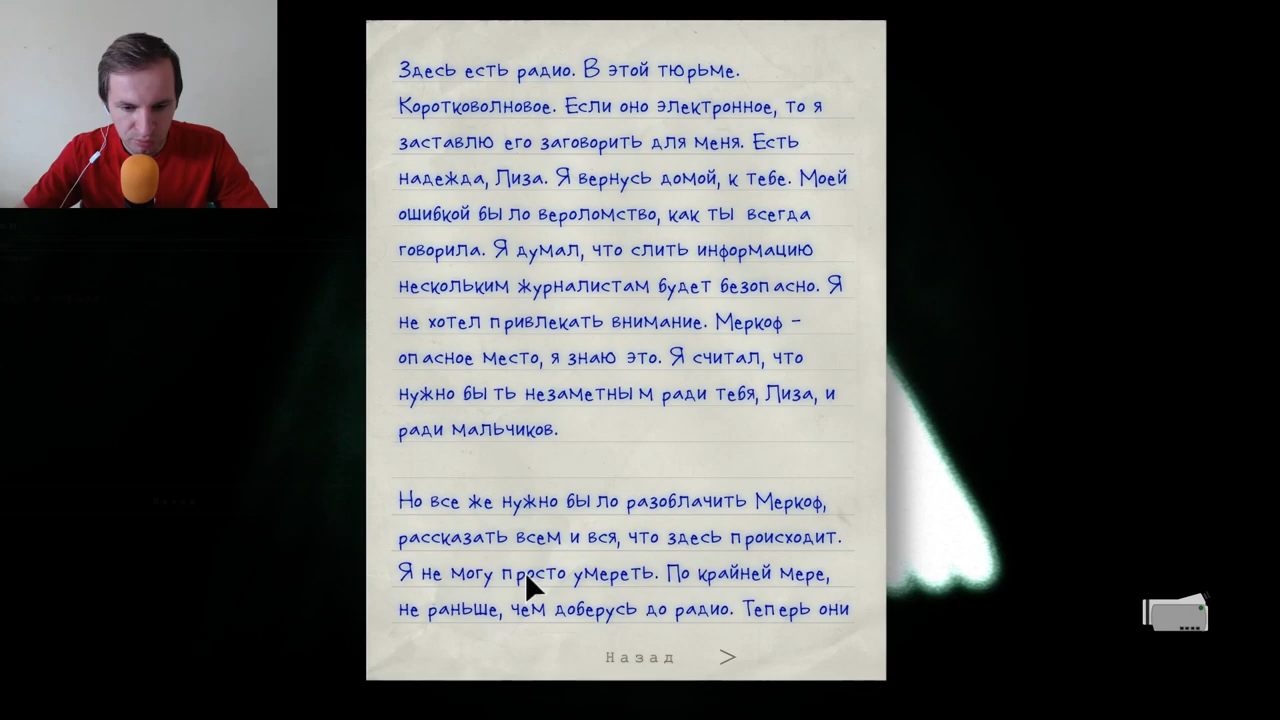 Здесь есть радио. В этой тюрьме.
Коротковолновое. Если оно электронное, то я
заставлю его заговорить для меня. Есть
надежда, Лиза. Я вернусь домой, к тебе. Моей
ошибкой было вероломство, как ты всегда
говорила. Я думал, что слить информацию
нескольким журналистам будет безопасно. Я
не хотел привлекать внимание. Меркоф -
опасное место, я знаю это. Я считал, что
нужно быть незаметным ради тебя, Лиза, и
ради мальчиков.
Но все же нужно было разоблачить Меркоф,
рассказать всем и вся, что здесь происходит.
Я не могу просто умереть. По крайней мере,
не раньше, чем доберусь до радио. Теперь они
Назад >